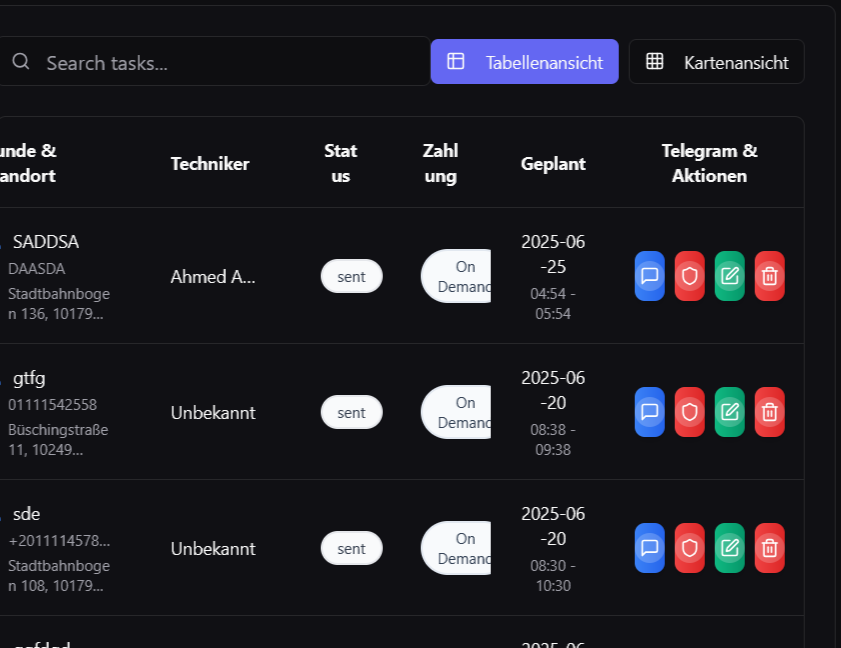 Search tasks...
Tabellenansicht
Kartenansicht
unde &
andort
Techniker
Stat
us
Zahl
ung
Geplant
Telegram &
Aktionen
SADDSA
DAASDA
Stadtbahnboge
n 136, 10179...
Ahmed A...
sent
On
Demand
2025-06
-25
04:54 -
05:54
gtfg
01111542558
Büschingstraße
11, 10249...
Unbekannt
sent
On
Demand
2025-06
-20
08:38 -
09:38
sde
+2011114578...
Stadtbahnboge
n 108, 10179...
Unbekannt
sent
On
Demand
2025-06
-20
08:30 -
10:30
2025-06